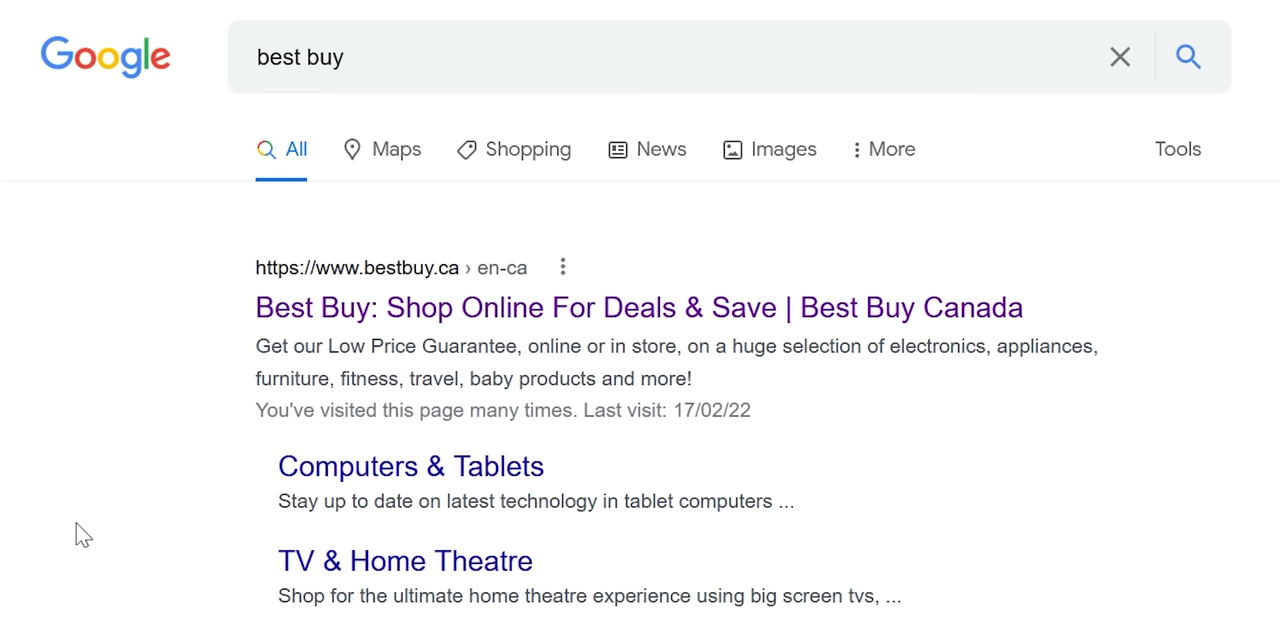 Google
best buy
All Maps Shopping News Images More Tools
https://www.bestbuy.ca › en-ca
Best Buy: Shop Online For Deals & Save | Best Buy Canada
Get our Low Price Guarantee, online or in store, on a huge selection of electronics, appliances,
furniture, fitness, travel, baby products and more!
You've visited this page many times. Last visit: 17/02/22
Computers & Tablets
Stay up to date on latest technology in tablet computers ...
TV & Home Theatre
Shop for the ultimate home theatre experience using big screen tvs, ...